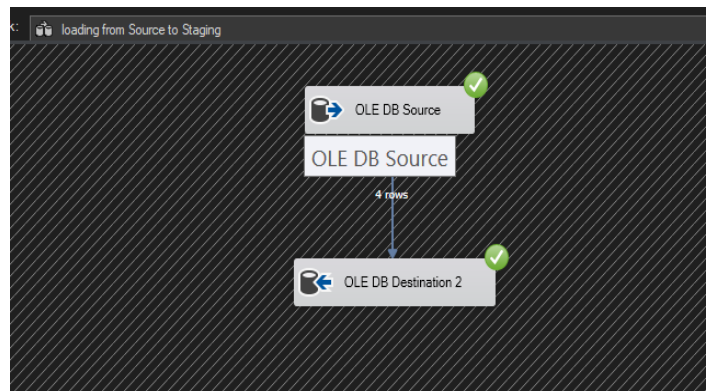 loading from Source to Staging
OLE DB Source
OLE DB Source
4 rows
OLE DB Destination 2